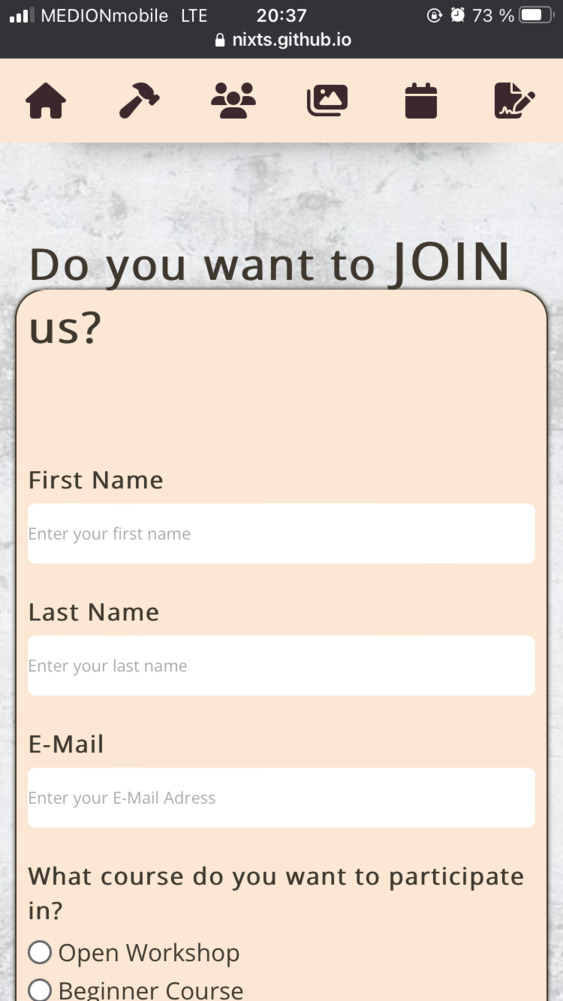 MEDIONmobile LTE 20:37 73 %
nixts.github.io
Do you want to JOIN
us?
First Name
Enter your first name
Last Name
Enter your last name
E-Mail
Enter your E-Mail Adress
What course do you want to participate
in?
Open Workshop
Beginner Course